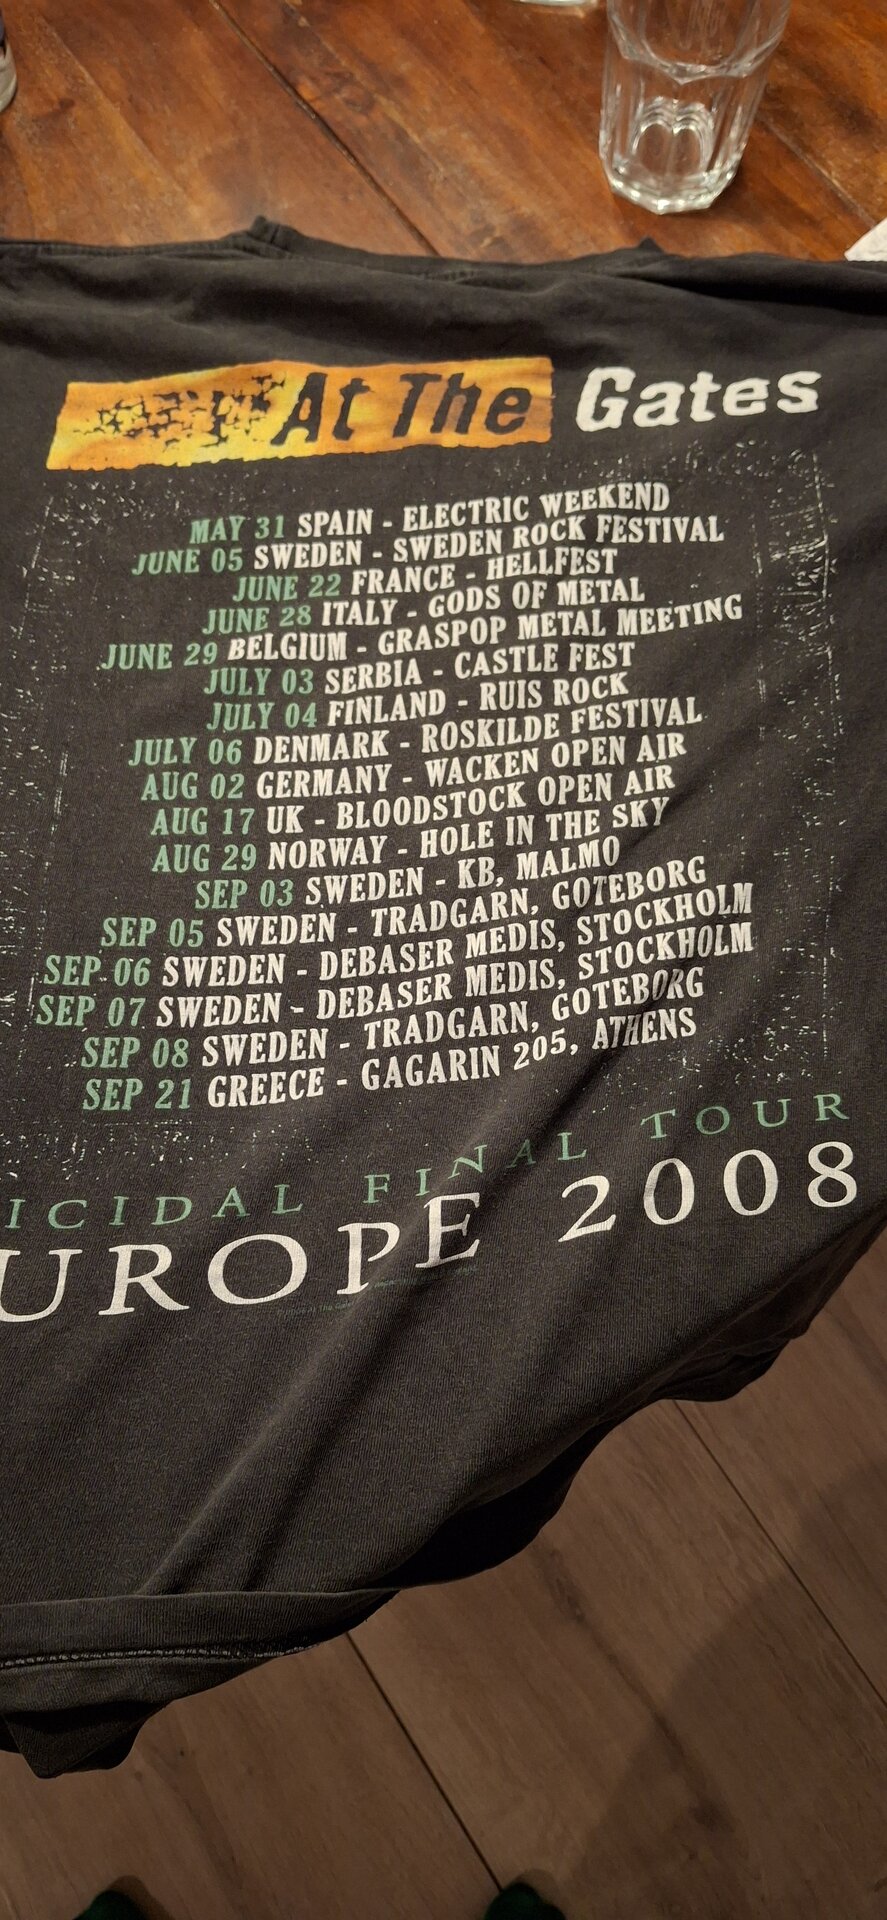 At The Gates
MAY 31 SPAIN - ELECTRIC WEEKEND
JUNE 05 SWEDEN - SWEDEN ROCK FESTIVAL
JUNE 22 FRANCE - HELLFEST
JUNE 28 ITALY - GODS OF METAL
JUNE 29 BELGIUM - GRASPOP METAL MEETING
JULY 03 SERBIA - CASTLE FEST
JULY 04 FINLAND - RUIS ROCK
JULY 06 DENMARK - ROSKILDE FESTIVAL
AUG 02 GERMANY - WACKEN OPEN AIR
AUG 17 UK - BLOODSTOCK OPEN AIR
AUG 29 NORWAY - HOLE IN THE SKY
SEP 03 SWEDEN - KB, MALMO
SEP 05 SWEDEN - TRADGARN, GOTEBORG
SEP 06 SWEDEN - DEBASER MEDIS, STOCKHOLM
SEP 07 SWEDEN - DEBASER MEDIS, STOCKHOLM
SEP 08 SWEDEN - TRADGARN, GOTEBORG
SEP 21 GREECE - GAGARIN 205, ATHENS
ICIDAL FINAL TOUR
UROPE 2008